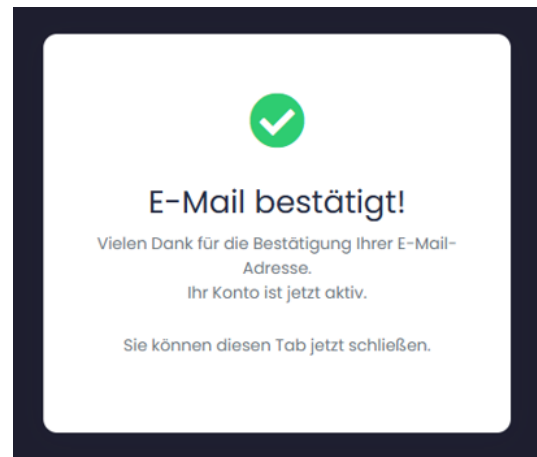 E-Mail bestätigt!
Vielen Dank für die Bestätigung Ihrer E-Mail-
Adresse.
Ihr Konto ist jetzt aktiv.
Sie können diesen Tab jetzt schließen.